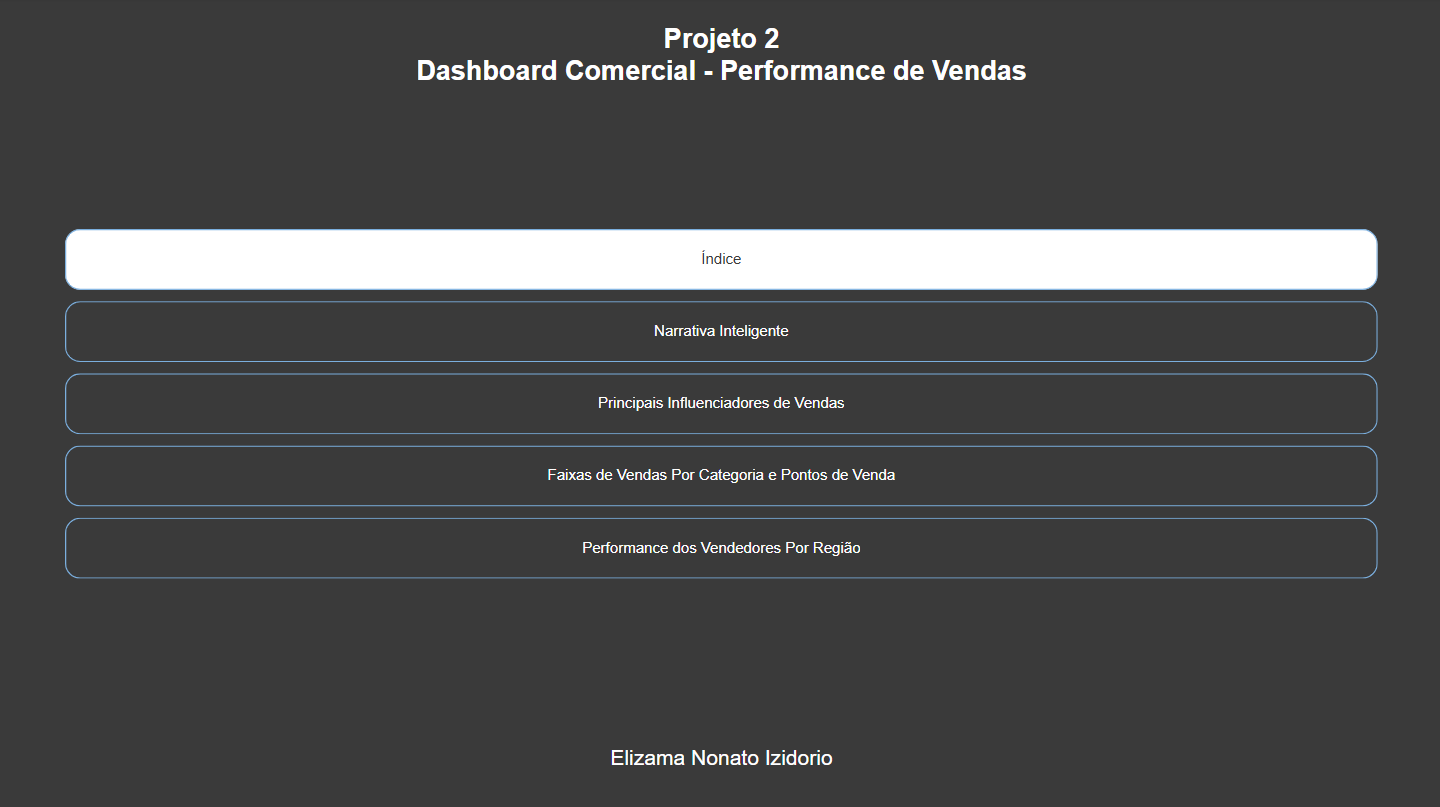 Projeto 2
Dashboard Comercial - Performance de Vendas
Índice
Narrativa Inteligente
Principais Influenciadores de Vendas
Faixas de Vendas Por Categoria e Pontos de Venda
Performance dos Vendedores Por Região
Elizama Nonato Izidorio